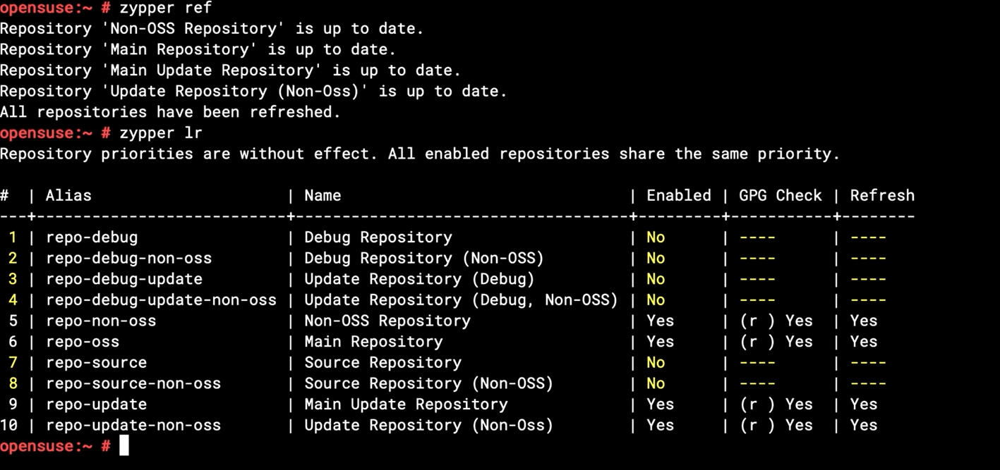 opensuse:~ # zypper ref
Repository 'Non-OSS Repository' is up to date.
Repository 'Main Repository' is up to date.
Repository 'Main Update Repository' is up to date.
Repository 'Update Repository (Non-Oss)' is up to date.
All repositories have been refreshed.
opensuse:~ # zypper lr
Repository priorities are without effect. All enabled repositories share the same priority.

#  | Alias                     | Name                               | Enabled | GPG Check | Refresh
---+---------------------------+------------------------------------+---------+-----------+--------
 1 | repo-debug                | Debug Repository                   | No      | ----      | ----
 2 | repo-debug-non-oss        | Debug Repository (Non-OSS)         | No      | ----      | ----
 3 | repo-debug-update         | Update Repository (Debug)          | No      | ----      | ----
 4 | repo-debug-update-non-oss | Update Repository (Debug, Non-OSS) | No      | ----      | ----
 5 | repo-non-oss              | Non-OSS Repository                 | Yes     | (r ) Yes  | Yes
 6 | repo-oss                  | Main Repository                    | Yes     | (r ) Yes  | Yes
 7 | repo-source               | Source Repository                  | No      | ----      | ----
 8 | repo-source-non-oss       | Source Repository (Non-OSS)        | No      | ----      | ----
 9 | repo-update               | Main Update Repository             | Yes     | (r ) Yes  | Yes
10 | repo-update-non-oss       | Update Repository (Non-Oss)        | Yes     | (r ) Yes  | Yes
opensuse:~ #